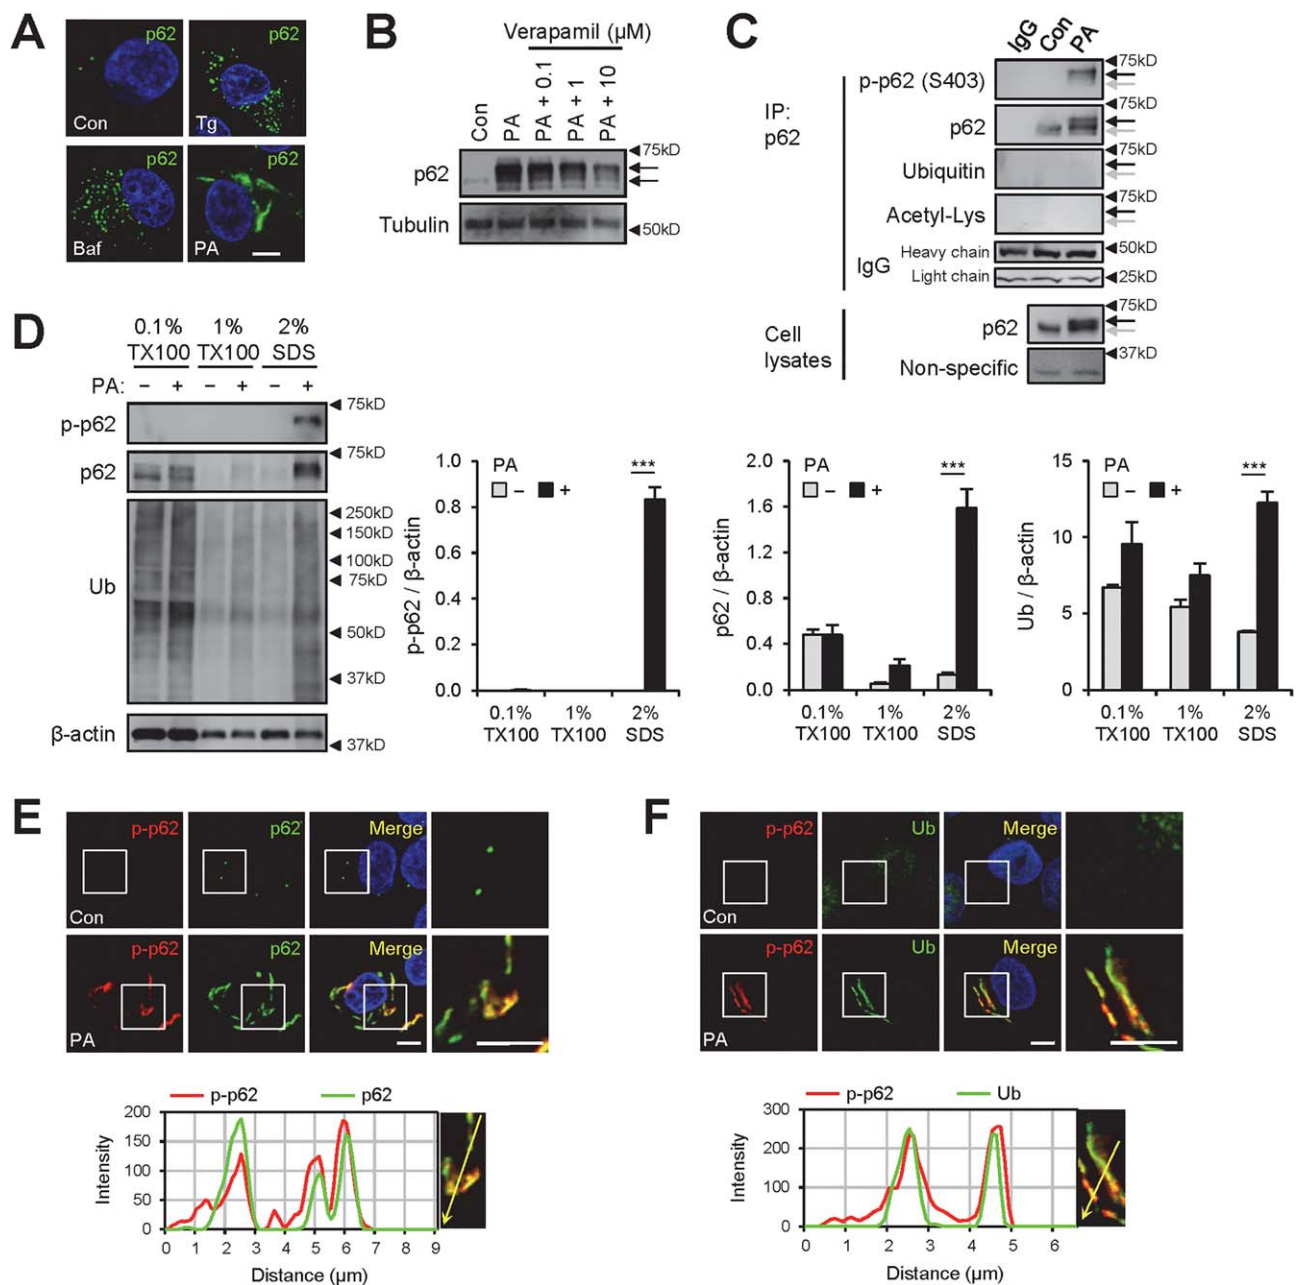 A
p62
p62
Con
Tg
p62
p62
Baf
PA
B
Verapamil (µM)
Con
PA
PA + 0.1
PA + 1
PA + 10
p62
75kD
Tubulin
50kD
C
IgG
Con
PA
IP:
p62
p-p62 (S403)
75kD
p62
75kD
Ubiquitin
75kD
Acetyl-Lys
75kD
IgG
Heavy chain
50kD
Light chain
25kD
Cell
lysates
p62
75kD
Non-specific
37kD
D
0.1%
TX100
1%
TX100
2%
SDS
PA: – + – + – +
p-p62
75kD
p62
75kD
Ub
250kD
150kD
100kD
75kD
50kD
37kD
β-actin
37kD
p-p62 / β-actin
1.0
0.8
0.6
0.4
0.2
0.0
PA
– +
***
0.1%
TX100
1%
TX100
2%
SDS
p62 / β-actin
2.0
1.6
1.2
0.8
0.4
0.0
PA
– +
***
0.1%
TX100
1%
TX100
2%
SDS
Ub / β-actin
15
10
5
0
PA
– +
***
0.1%
TX100
1%
TX100
2%
SDS
E
p-p62
p62
Merge
Con
p-p62
p62
Merge
PA
p-p62
p62
Intensity
200
150
100
50
0
0 1 2 3 4 5 6 7 8 9
Distance (µm)
F
p-p62
Ub
Merge
Con
p-p62
Ub
Merge
PA
p-p62
Ub
Intensity
300
200
100
0
0 1 2 3 4 5 6
Distance (µm)